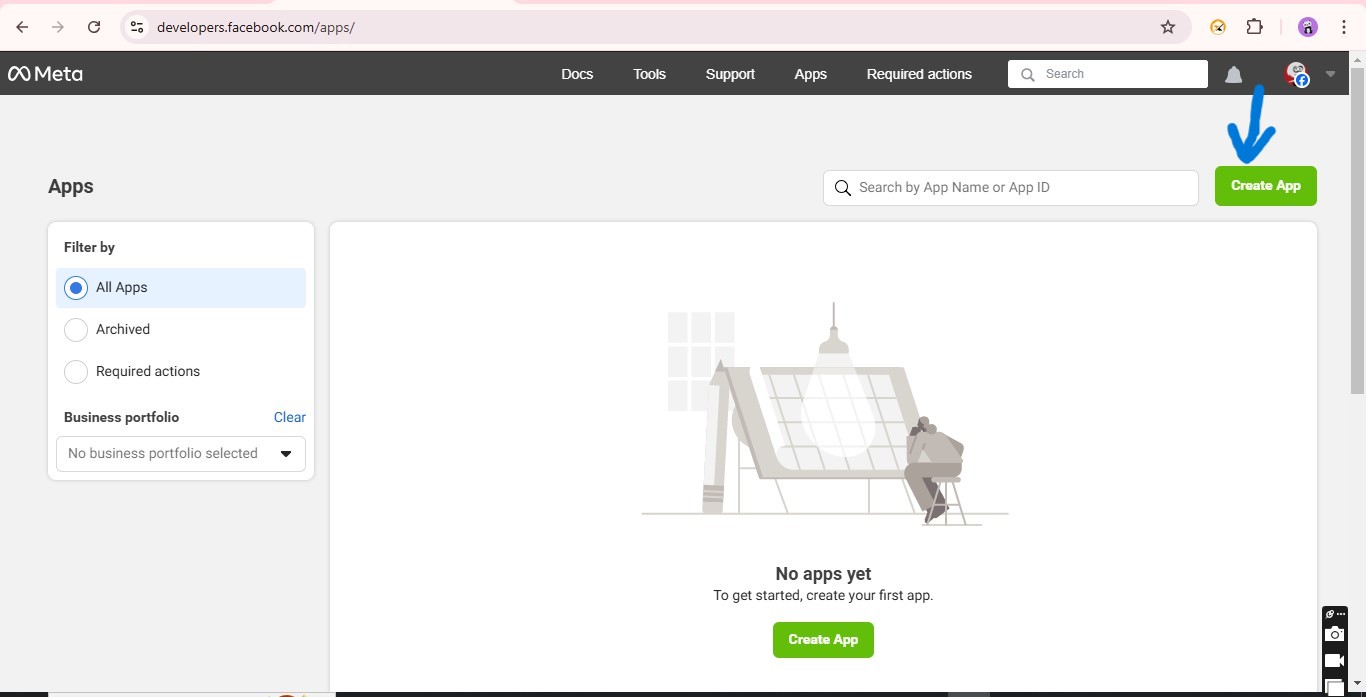 developers.facebook.com/apps/
Meta
Docs Tools Support Apps Required actions Search
Apps
Search by App Name or App ID
Create App
Filter by
All Apps
Archived
Required actions
Business portfolio Clear
No business portfolio selected
No apps yet
To get started, create your first app.
Create App